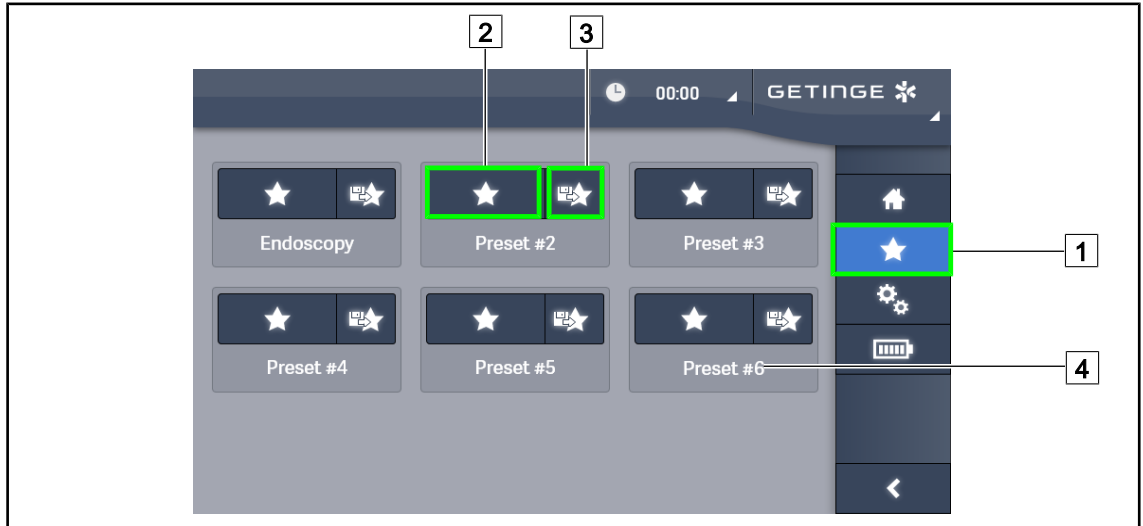 2 3
00:00 GETINGE
Endoscopy Preset #2 Preset #3
1
Preset #4 Preset #5 Preset #6
4